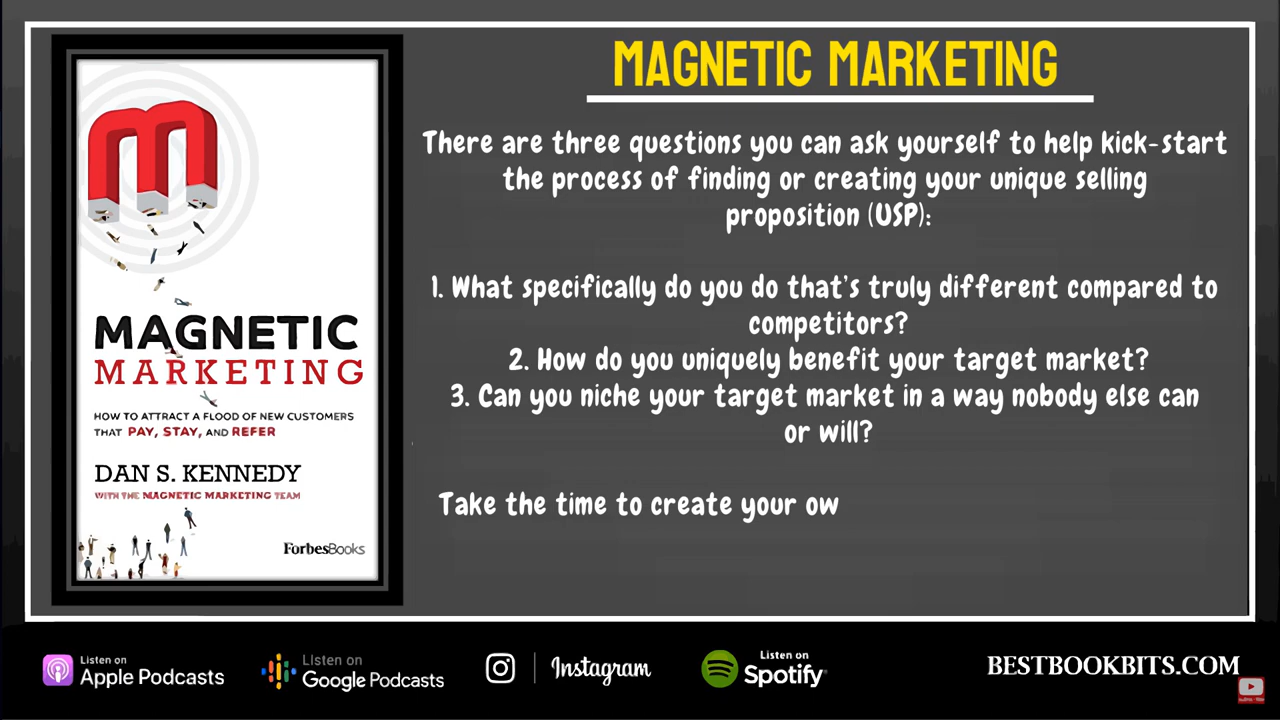 MAGNETIC MARKETING
There are three questions you can ask yourself to help kick-start
the process of finding or creating your unique selling
proposition (USP):
1. What specifically do you do that's truly different compared to
competitors?
2. How do you uniquely benefit your target market?
3. Can you niche your target market in a way nobody else can
or will?
Take the time to create your ow
m
MAGNETIC
MARKETING
HOW TO ATTRACT A FLOOD OF NEW CUSTOMERS
THAT PAY, STAY, AND REFER
DAN S. KENNEDY
WITH THE MAGNETIC MARKETING TEAM
ForbesBooks
Listen on
Apple Podcasts
Listen on
Google Podcasts
Instagram
Listen on
Spotify
BESTBOOKBITS.COM